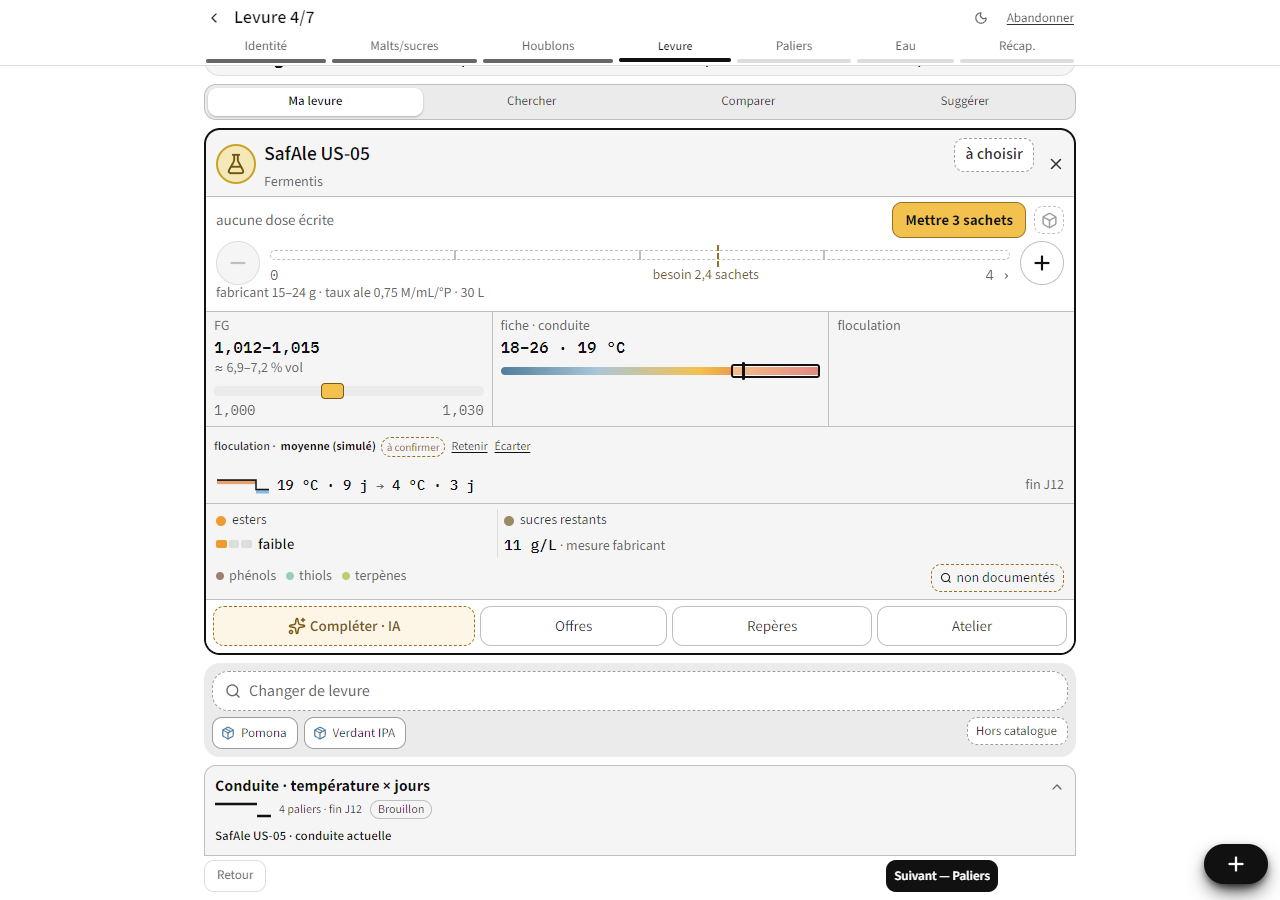 Levure 4/7
Abandonner
Identité
Malts/sucres
Houblons
Levure
Paliers
Eau
Récap.
Ma levure
Chercher
Comparer
Suggérer
SafAle US-05
à choisir
Fermentis
aucune dose écrite
Mettre 3 sachets
0
besoin 2,4 sachets
4 ›
fabricant 15–24 g · taux ale 0,75 M/mL/°P · 30 L
FG
1,012–1,015
≈ 6,9–7,2 % vol
1,000
1,030
fiche · conduite
18–26 · 19 °C
floculation
floculation · moyenne (simulé) à confirmer Retenir Écarter
19 °C · 9 j → 4 °C · 3 j
fin J12
esters
faible
sucres restants
11 g/L · mesure fabricant
phénols thiols terpènes
non documentés
Compléter · IA
Offres
Repères
Atelier
Changer de levure
Pomona
Verdant IPA
Hors catalogue
Conduite · température × jours
4 paliers · fin J12 Brouillon
SafAle US-05 · conduite actuelle
Retour
Suivant — Paliers